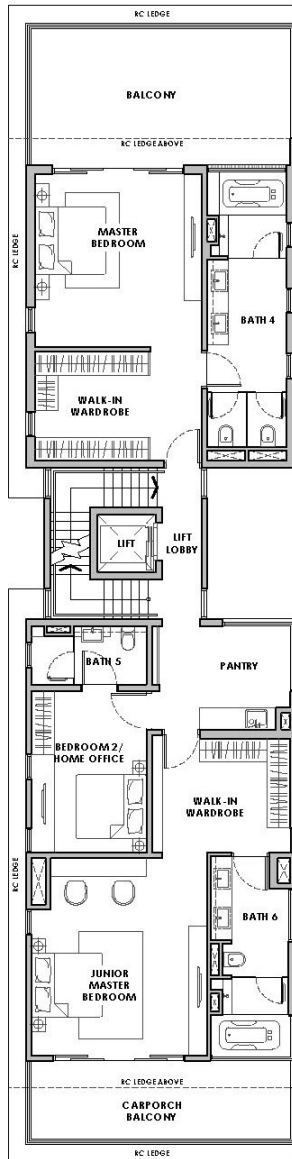 RC LEDGE
BALCONY
RC LEDGE ABOVE
RC LEDGE
MASTER
BEDROOM
BATH 4
WALK-IN
WARDROBE
LIFT
LIFT
LOBBY
BATH 5
PANTRY
BEDROOM 2/
HOME OFFICE
WALK-IN
WARDROBE
RC LEDGE
BATH 6
JUNIOR
MASTER
BEDROOM
RC LEDGE ABOVE
CARPORCH
BALCONY
RC LEDGE